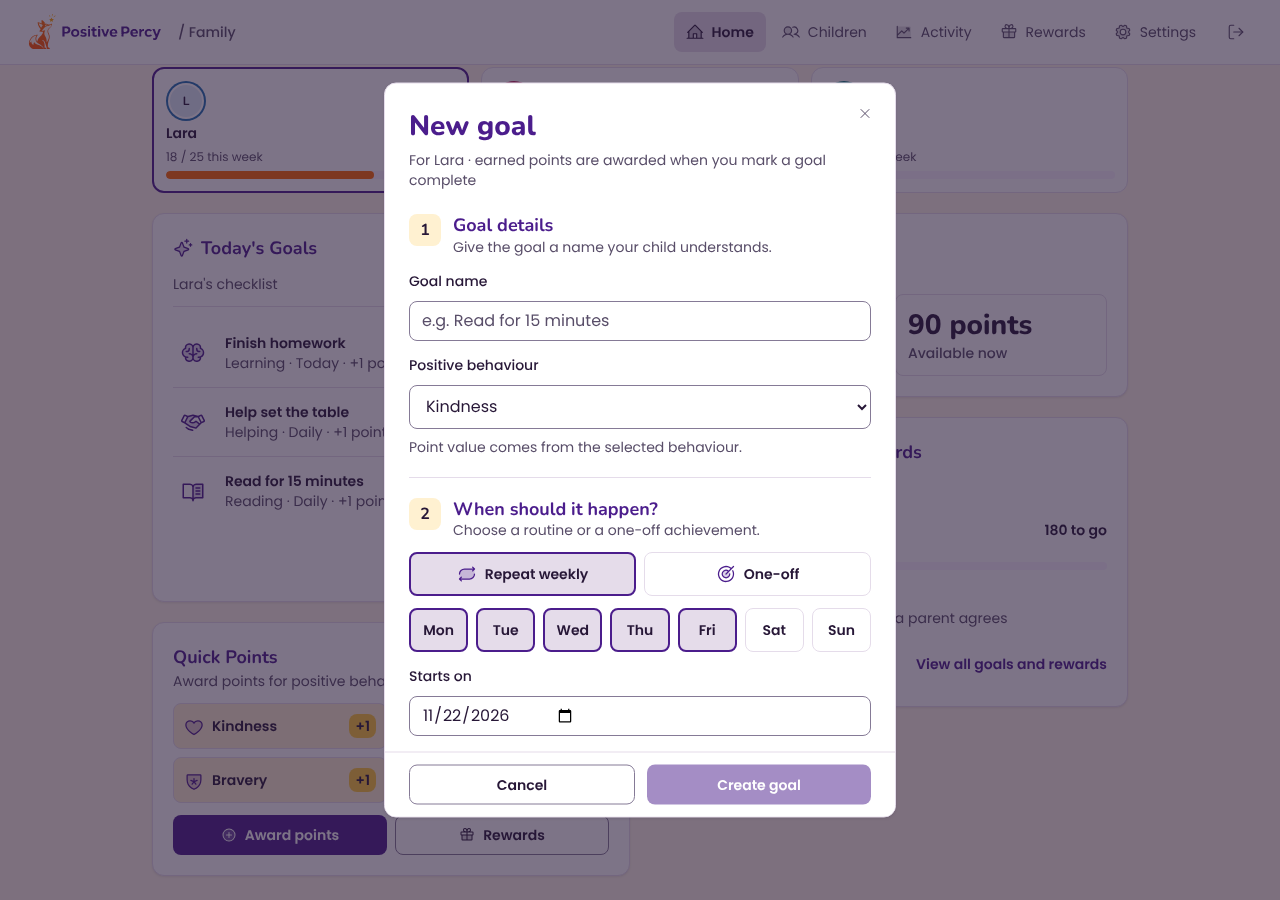 Positive Percy / Family Home Children Activity Rewards Settings
L
Lara
18 / 25 this week
Today's Goals
Lara's checklist
Finish homework
Learning · Today · +1
Help set the table
Helping · Daily · +1 point
Read for 15 minutes
Reading · Daily · +1
Quick Points
Award points for positive
Kindness +1
Bravery +1
Award points Rewards
New goal
For Lara · earned points are awarded when you mark a goal
complete
1 Goal details
Give the goal a name your child understands.
Goal name
e.g. Read for 15 minutes
Positive behaviour
Kindness
Point value comes from the selected behaviour.
2 When should it happen?
Choose a routine or a one-off achievement.
Repeat weekly One-off
Mon Tue Wed Thu Fri Sat Sun
Starts on
11/22/2026
Cancel Create goal
90 points
Available now
180 to go
a parent agrees
View all goals and rewards